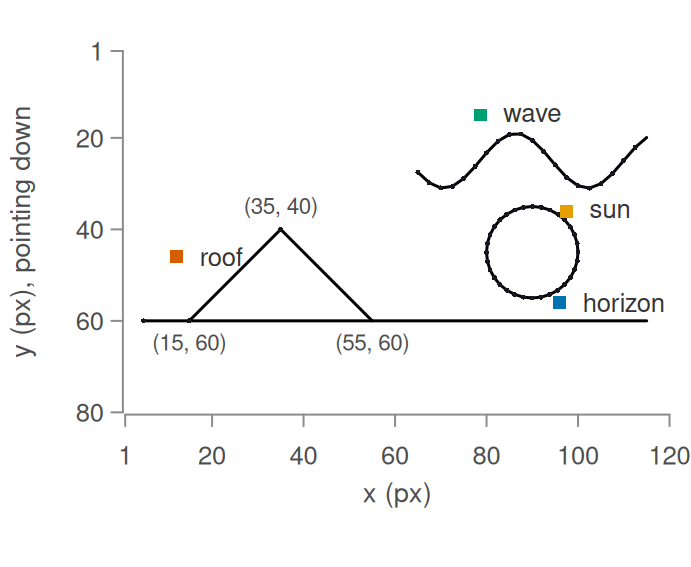 1
wave
20
(35, 40)
sun
40
roof
horizon
60
(15, 60)
(55, 60)
80
1
20
40
60
80
100
120
x (px)
y (px), pointing down